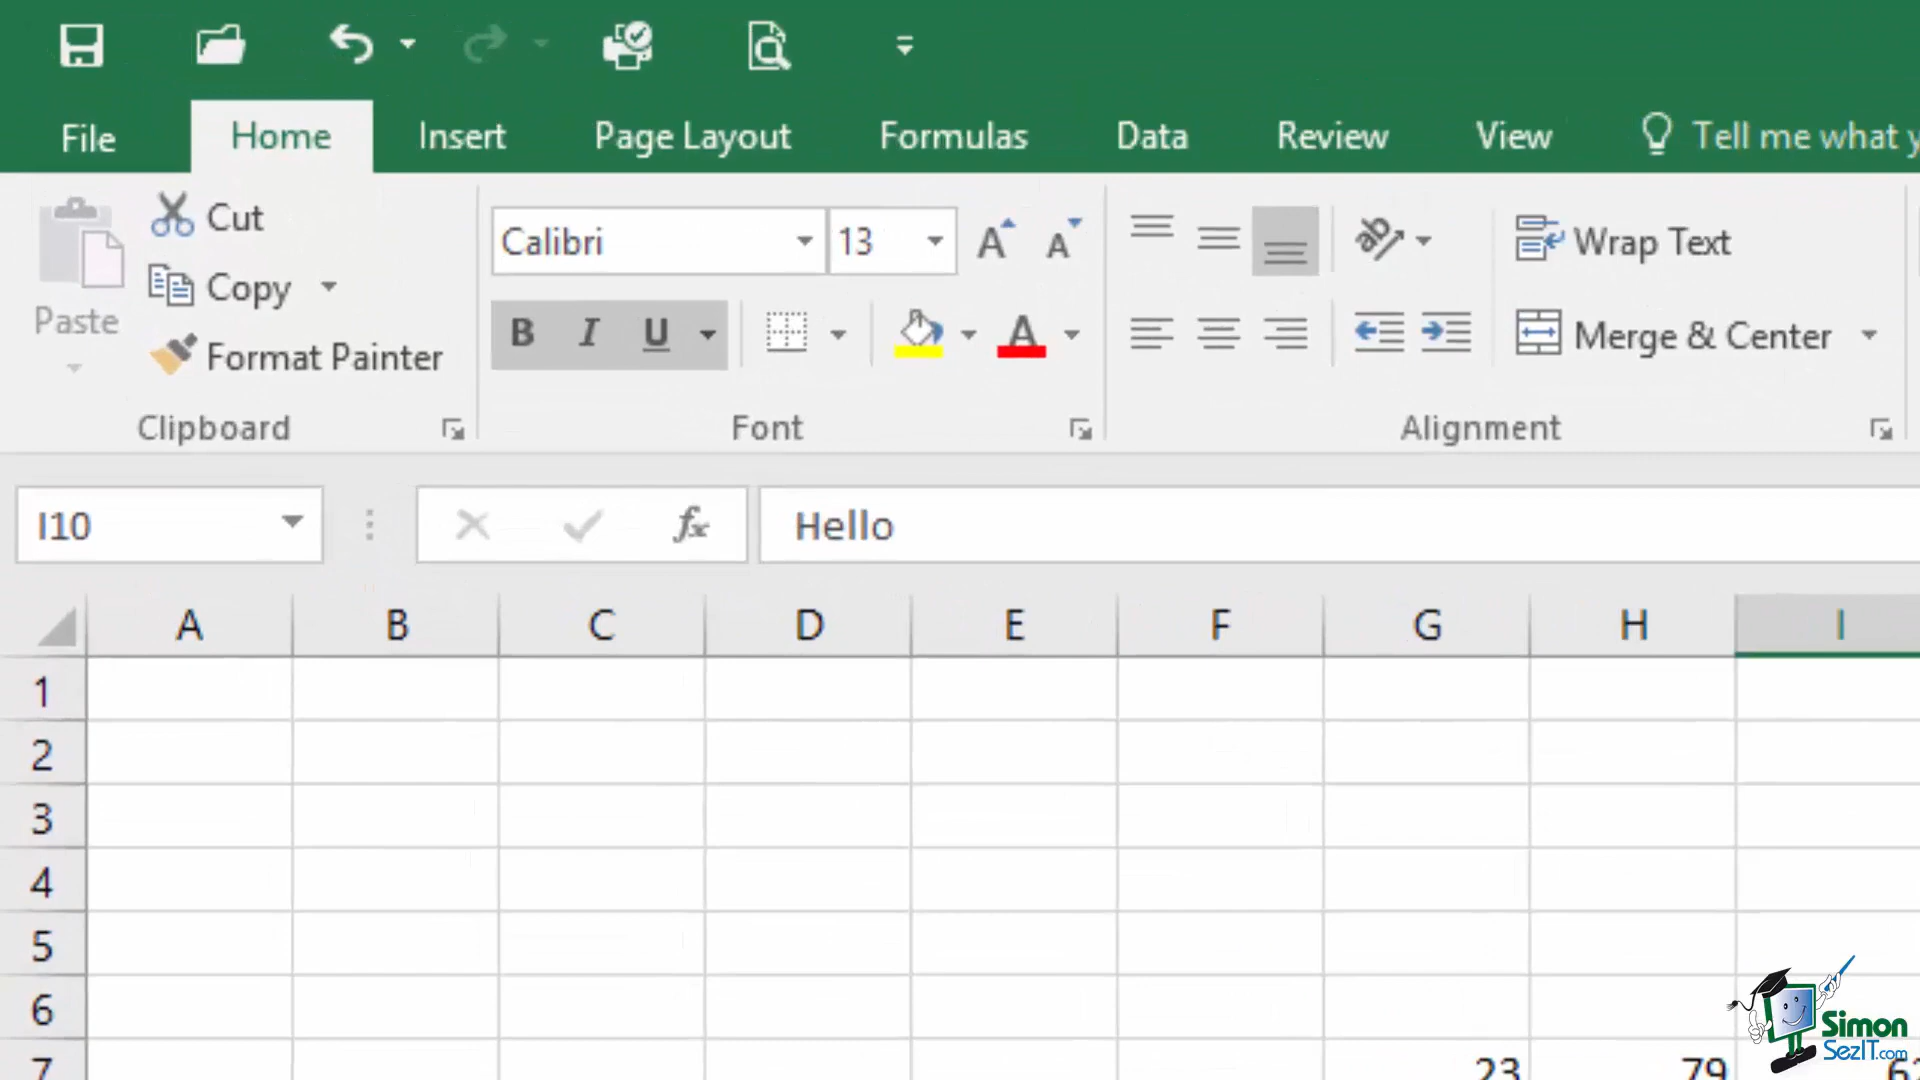 File Home Insert Page Layout Formulas Data Review View Tell me what
Cut
Copy
Paste
Format Painter
Clipboard
Calibri 13 A A
B I U A
Font
ab
Wrap Text
Merge & Center
Alignment
I10 fx Hello
A B C D E F G H I
1
2
3
4
5
6
7 23 79
Simon
SezIT.com